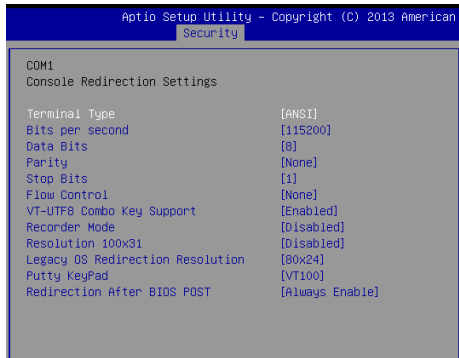 Aptio Setup Utility – Copyright (C) 2013 American
Security
COM1
Console Redirection Settings
Terminal Type [ANSI]
Bits per second [115200]
Data Bits [8]
Parity [None]
Stop Bits [1]
Flow Control [None]
VT-UTF8 Combo Key Support [Enabled]
Recorder Mode [Disabled]
Resolution 100x31 [Disabled]
Legacy OS Redirection Resolution [80x24]
Putty KeyPad [VT100]
Redirection After BIOS POST [Always Enable]